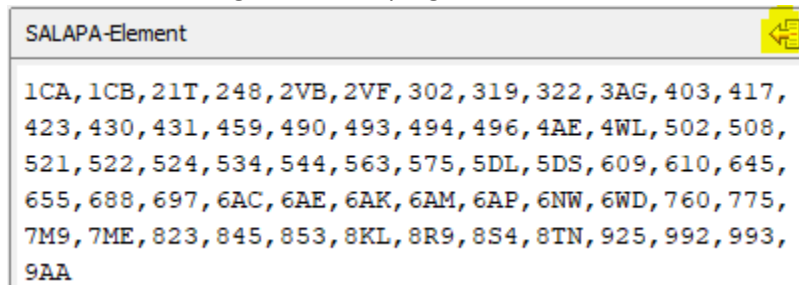 SALAPA-Element
1CA,1CB,21T,248,2VB,2VF,302,319,322,3AG,403,417,
423,430,431,459,490,493,494,496,4AE,4WL,502,508,
521,522,524,534,544,563,575,5DL,5DS,609,610,645,
655,688,697,6AC,6AE,6AK,6AM,6AP,6NW,6WD,760,775,
7M9,7ME,823,845,853,8KL,8R9,8S4,8TN,925,992,993,
9AA